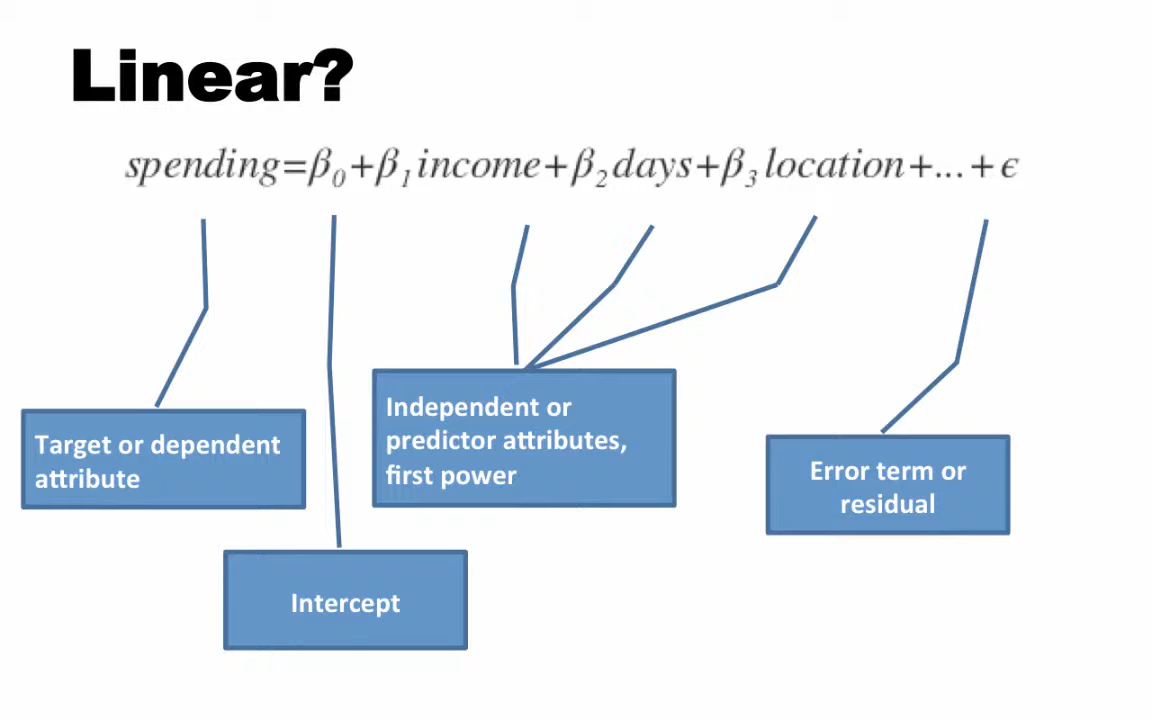 Linear?
spending=β₀+β₁income+β₂days+β₃location+...+ϵ
Target or dependent
attribute
Independent or
predictor attributes,
first power
Error term or
residual
Intercept